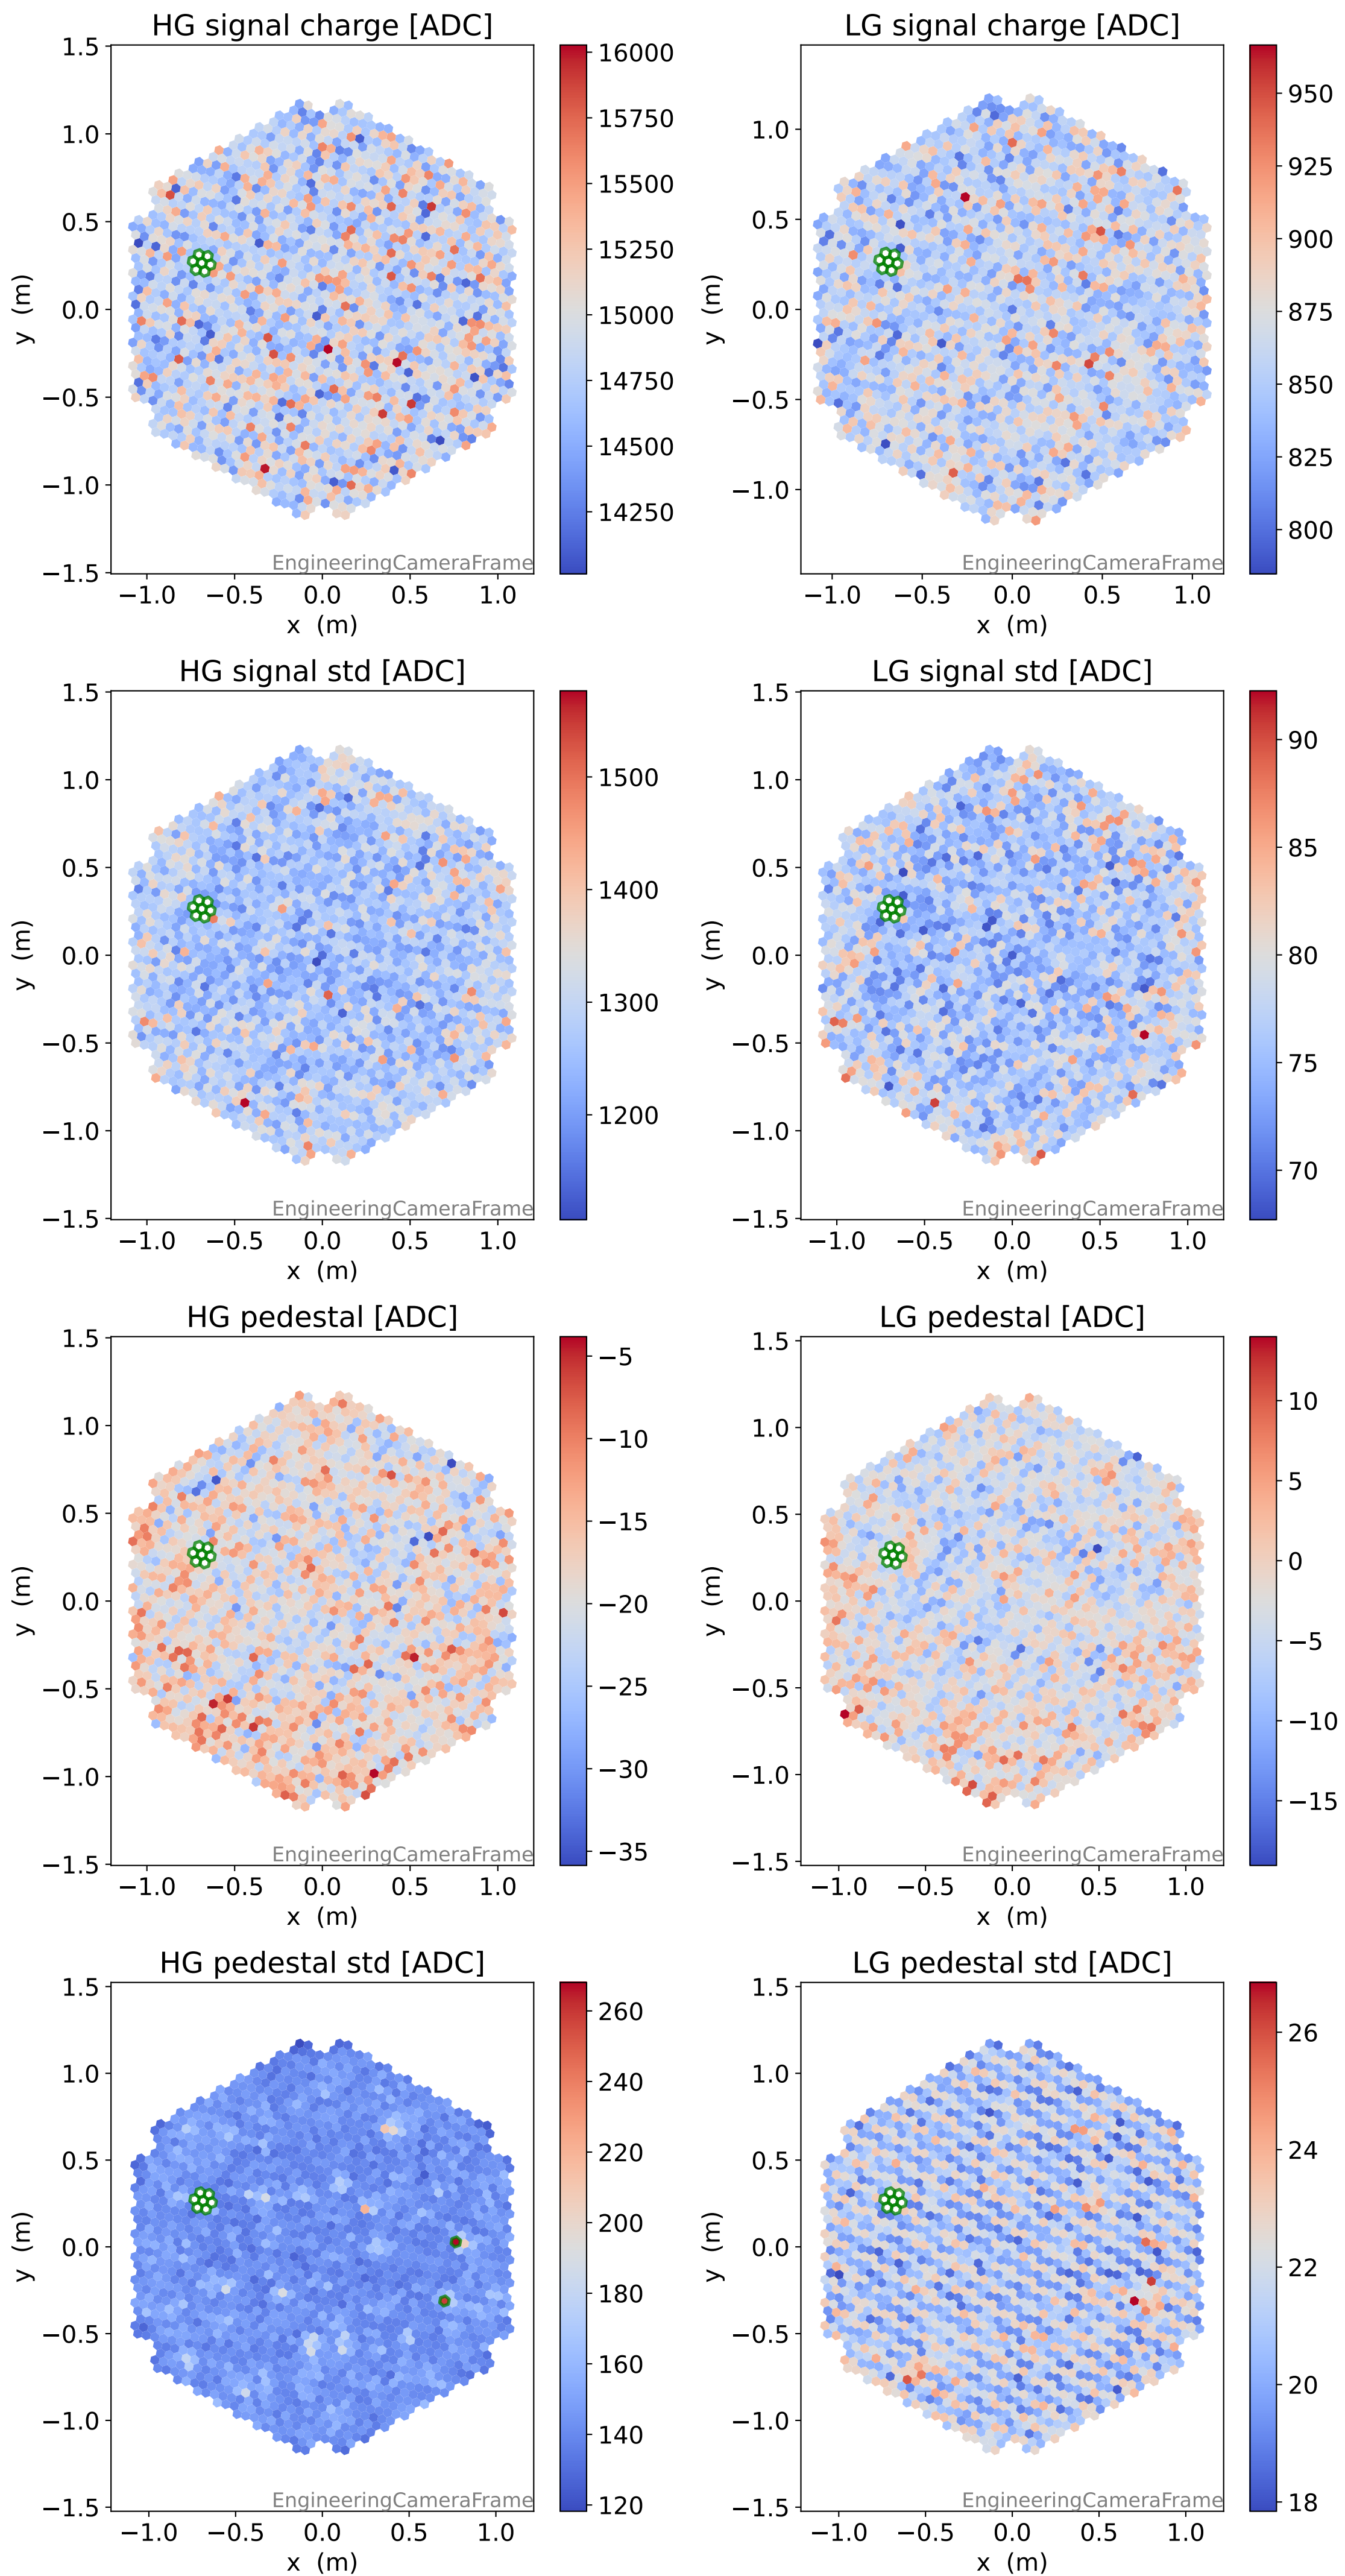 HG signal charge [ADC]
LG signal charge [ADC]
1.5
1.0
0.5
0.0
−0.5
−1.0
−1.5
y (m)
−1.0 −0.5 0.0 0.5 1.0
x (m)
EngineeringCameraFrame
16000
15750
15500
15250
15000
14750
14500
14250
1.0
0.5
0.0
−0.5
−1.0
y (m)
−1.0 −0.5 0.0 0.5 1.0
x (m)
EngineeringCameraFrame
950
925
900
875
850
825
800
HG signal std [ADC]
LG signal std [ADC]
1.5
1.0
0.5
0.0
−0.5
−1.0
−1.5
y (m)
−1.0 −0.5 0.0 0.5 1.0
x (m)
EngineeringCameraFrame
1500
1400
1300
1200
1.5
1.0
0.5
0.0
−0.5
−1.0
−1.5
y (m)
−1.0 −0.5 0.0 0.5 1.0
x (m)
EngineeringCameraFrame
90
85
80
75
70
HG pedestal [ADC]
LG pedestal [ADC]
1.5
1.0
0.5
0.0
−0.5
−1.0
−1.5
y (m)
−1.0 −0.5 0.0 0.5 1.0
x (m)
EngineeringCameraFrame
−5
−10
−15
−20
−25
−30
−35
1.5
1.0
0.5
0.0
−0.5
−1.0
−1.5
y (m)
−1.0 −0.5 0.0 0.5 1.0
x (m)
EngineeringCameraFrame
10
5
0
−5
−10
−15
HG pedestal std [ADC]
LG pedestal std [ADC]
1.5
1.0
0.5
0.0
−0.5
−1.0
−1.5
y (m)
−1.0 −0.5 0.0 0.5 1.0
x (m)
EngineeringCameraFrame
260
240
220
200
180
160
140
120
1.5
1.0
0.5
0.0
−0.5
−1.0
−1.5
y (m)
−1.0 −0.5 0.0 0.5 1.0
x (m)
EngineeringCameraFrame
26
24
22
20
18